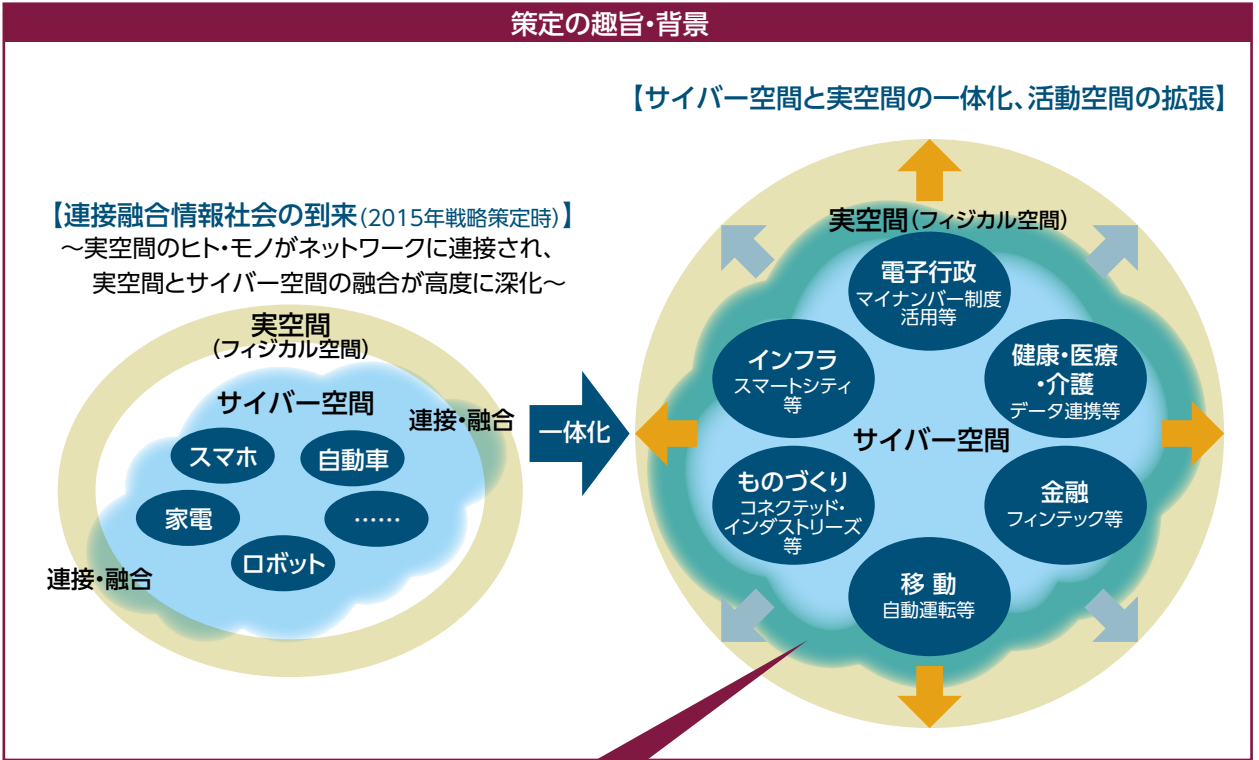 策定の趣旨・背景
【連接融合情報社会の到来(2015年戦略策定時)】
～実空間のヒト・モノがネットワークに連接され、
実空間とサイバー空間の融合が高度に深化～
実空間
(フィジカル空間)
サイバー空間
連接・融合
スマホ
自動車
家電
……
ロボット
連接・融合
一体化
【サイバー空間と実空間の一体化、活動空間の拡張】
実空間(フィジカル空間)
電子行政
マイナンバー制度
活用等
インフラ
スマートシティ
等
健康・医療
・介護
データ連携等
サイバー空間
ものづくり
コネクテッド・
インダストリーズ
等
金融
フィンテック等
移 動
自動運転等